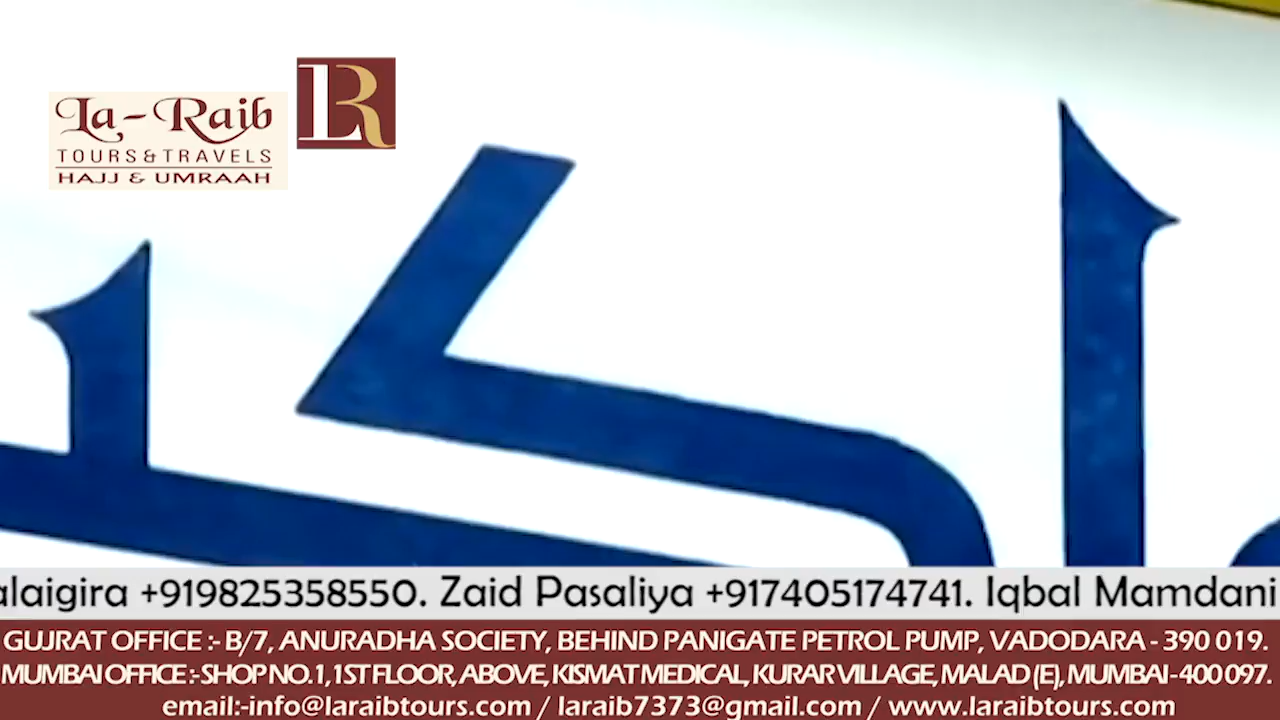 La-Raib
TOURS & TRAVELS
HAJJ & UMRAAH
LR
+919825358550. Zaid Pasaliya +917405174741. Iqbal Mamdani
GUJRAT OFFICE :- B/7, ANURADHA SOCIETY, BEHIND PANIGATE PETROL PUMP, VADODARA - 390 019.
MUMBAI OFFICE :- SHOP NO. 1, 1ST FLOOR, ABOVE, KISMAT MEDICAL, KURAR VILLAGE, MALAD (E), MUMBAI - 400 097.
email:-info@laraibtours.com / laraib7373@gmail.com / www.laraibtours.com